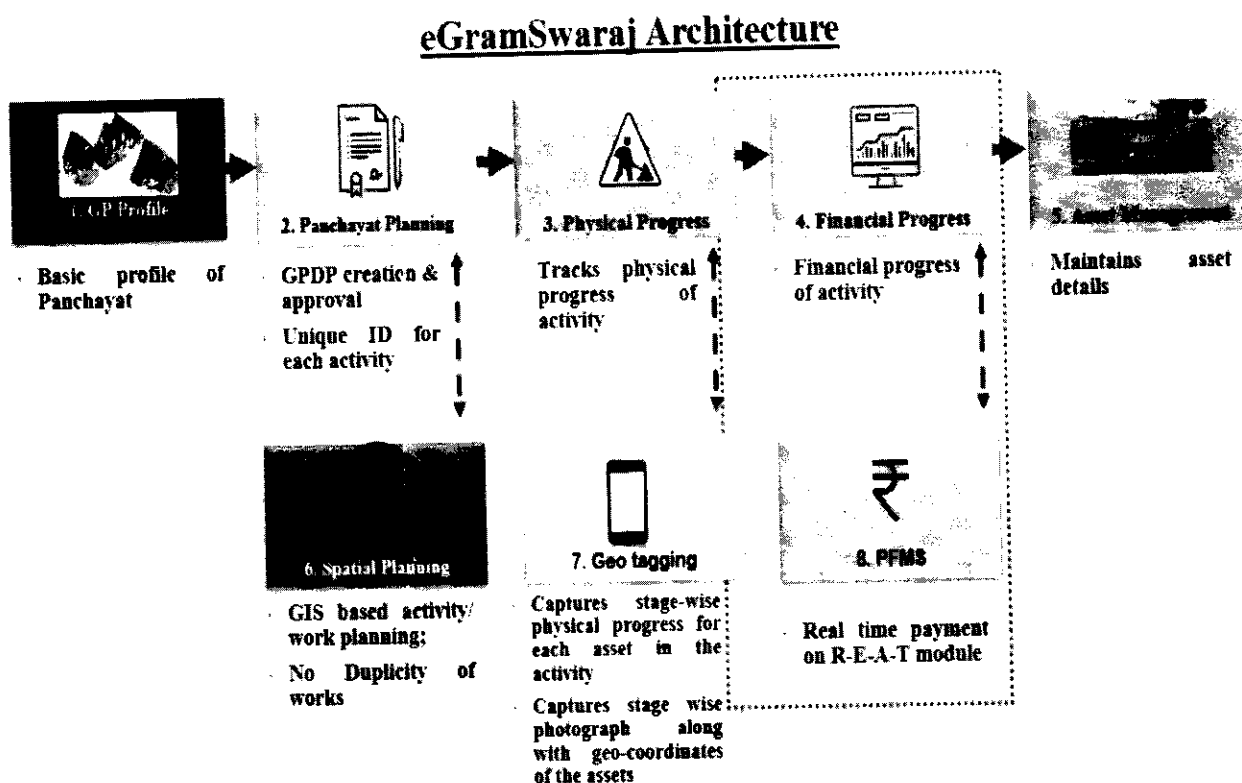 eGramSwaraj Architecture
1. GP Profile
· Basic profile of
Panchayat
2. Panchayat Planning
· GPDP creation &
approval
· Unique ID for
each activity
3. Physical Progress
· Tracks physical
progress of
activity
4. Financial Progress
· Financial progress
of activity
5. Asset Management
· Maintains asset
details
6. Spatial Planning
· GIS based activity/
work planning;
· No Duplicity of
works
7. Geo tagging
· Captures stage-wise
physical progress for
each asset in the
activity
· Captures stage wise
photograph along
with geo-coordinates
of the assets
₹
8. PFMS
· Real time payment
on R-E-A-T module